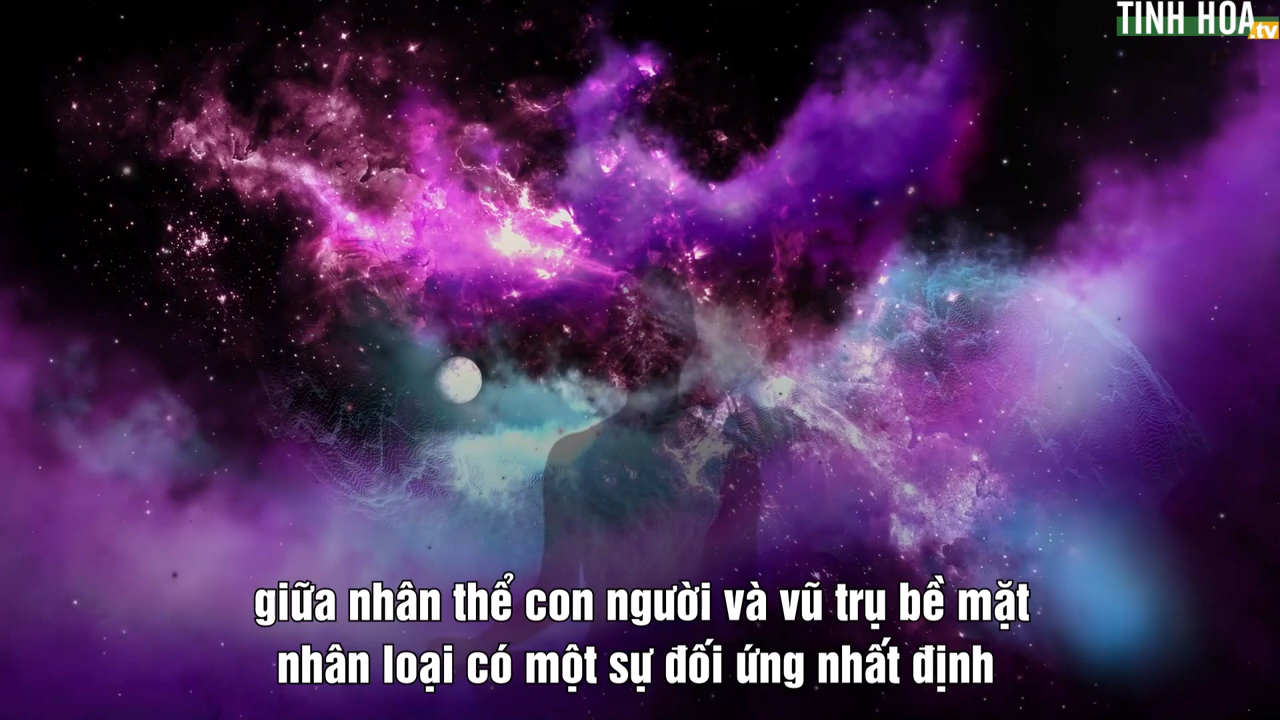 TINH HOA
.tv
giữa nhân thể con người và vũ trụ bề mặt
nhân loại có một sự đối ứng nhất định